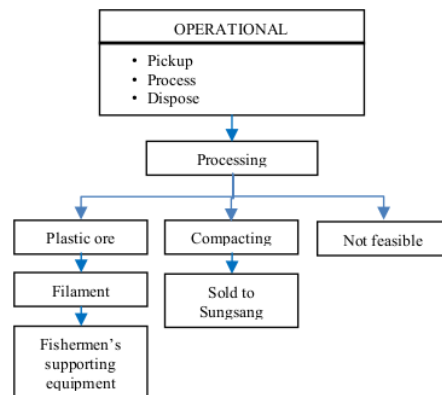 OPERATIONAL
• Pickup
• Process
• Dispose
Processing
Plastic ore
Compacting
Not feasible
Filament
Sold to
Sungsang
Fishermen's
supporting
equipment